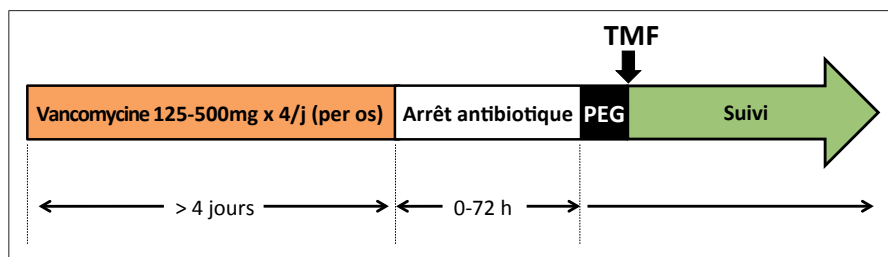 TMF
Vancomycine 125-500mg x 4/j (per os)
Arrêt antibiotique
PEG
Suivi
> 4 jours
0-72 h